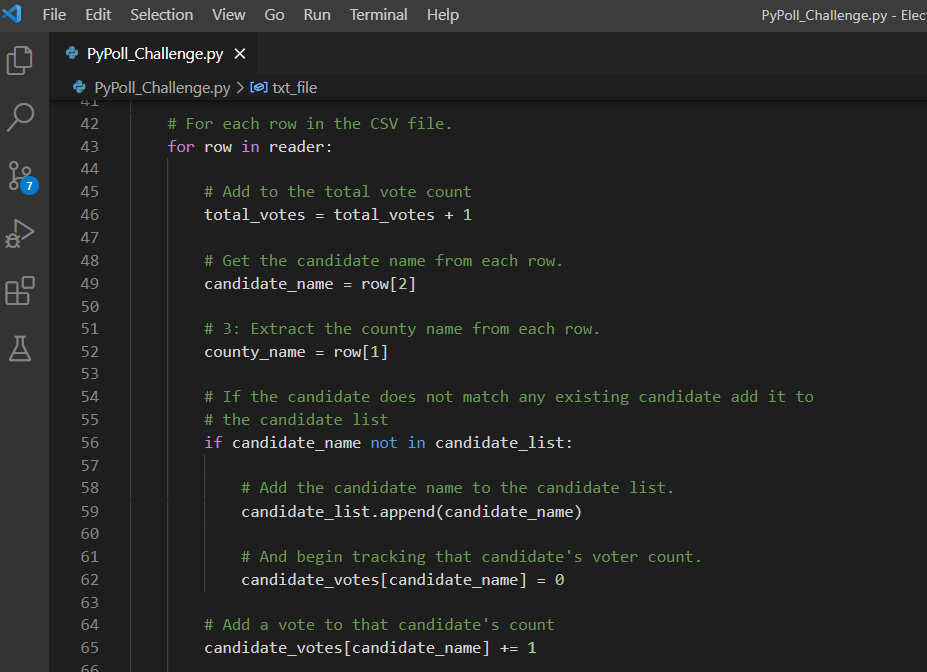 File Edit Selection View Go Run Terminal Help PyPoll_Challenge.py - Elec
PyPoll_Challenge.py ×
PyPoll_Challenge.py > txt_file
41
42 # For each row in the CSV file.
43 for row in reader:
44
45 # Add to the total vote count
46 total_votes = total_votes + 1
47
48 # Get the candidate name from each row.
49 candidate_name = row[2]
50
51 # 3: Extract the county name from each row.
52 county_name = row[1]
53
54 # If the candidate does not match any existing candidate add it to
55 # the candidate list
56 if candidate_name not in candidate_list:
57
58 # Add the candidate name to the candidate list.
59 candidate_list.append(candidate_name)
60
61 # And begin tracking that candidate's voter count.
62 candidate_votes[candidate_name] = 0
63
64 # Add a vote to that candidate's count
65 candidate_votes[candidate_name] += 1
66
7